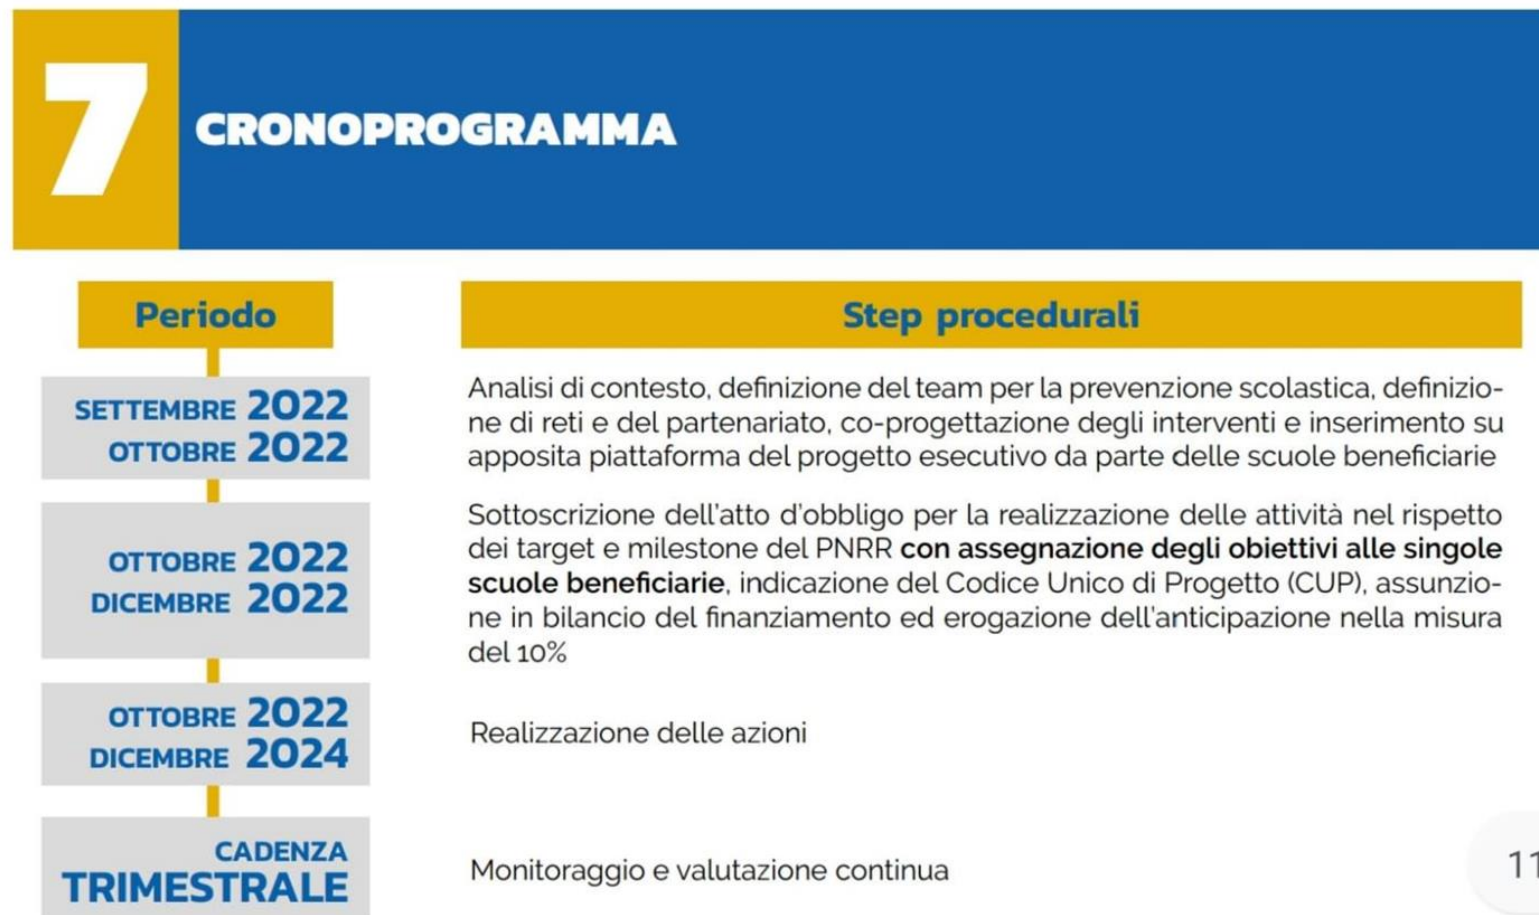 7
CRONOPROGRAMMA
Periodo
Step procedurali
SETTEMBRE 2022
OTTOBRE 2022
Analisi di contesto, definizione del team per la prevenzione scolastica, definizio-
ne di reti e del partenariato, co-progettazione degli interventi e inserimento su
apposita piattaforma del progetto esecutivo da parte delle scuole beneficiarie
OTTOBRE 2022
DICEMBRE 2022
Sottoscrizione dell'atto d'obbligo per la realizzazione delle attività nel rispetto
dei target e milestone del PNRR con assegnazione degli obiettivi alle singole
scuole beneficiarie, indicazione del Codice Unico di Progetto (CUP), assunzio-
ne in bilancio del finanziamento ed erogazione dell'anticipazione nella misura
del 10%
OTTOBRE 2022
DICEMBRE 2024
Realizzazione delle azioni
CADENZA
TRIMESTRALE
Monitoraggio e valutazione continua
11